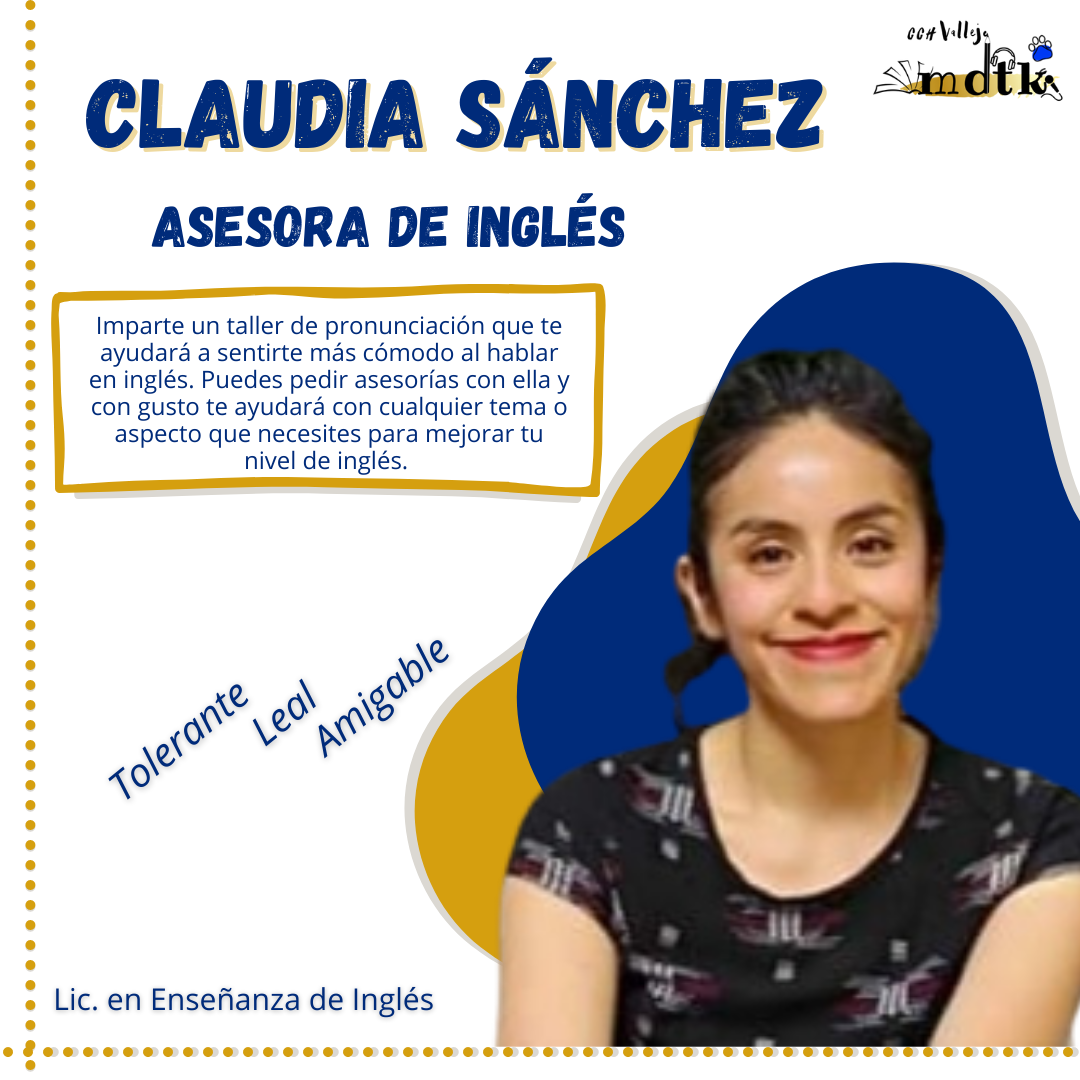 CCH Vallejo
mdtk
CLAUDIA SÁNCHEZ
ASESORA DE INGLÉS
Imparte un taller de pronunciación que te
ayudará a sentirte más cómodo al hablar
en inglés. Puedes pedir asesorías con ella y
con gusto te ayudará con cualquier tema o
aspecto que necesites para mejorar tu
nivel de inglés.
Tolerante
Leal
Amigable
Lic. en Enseñanza de Inglés